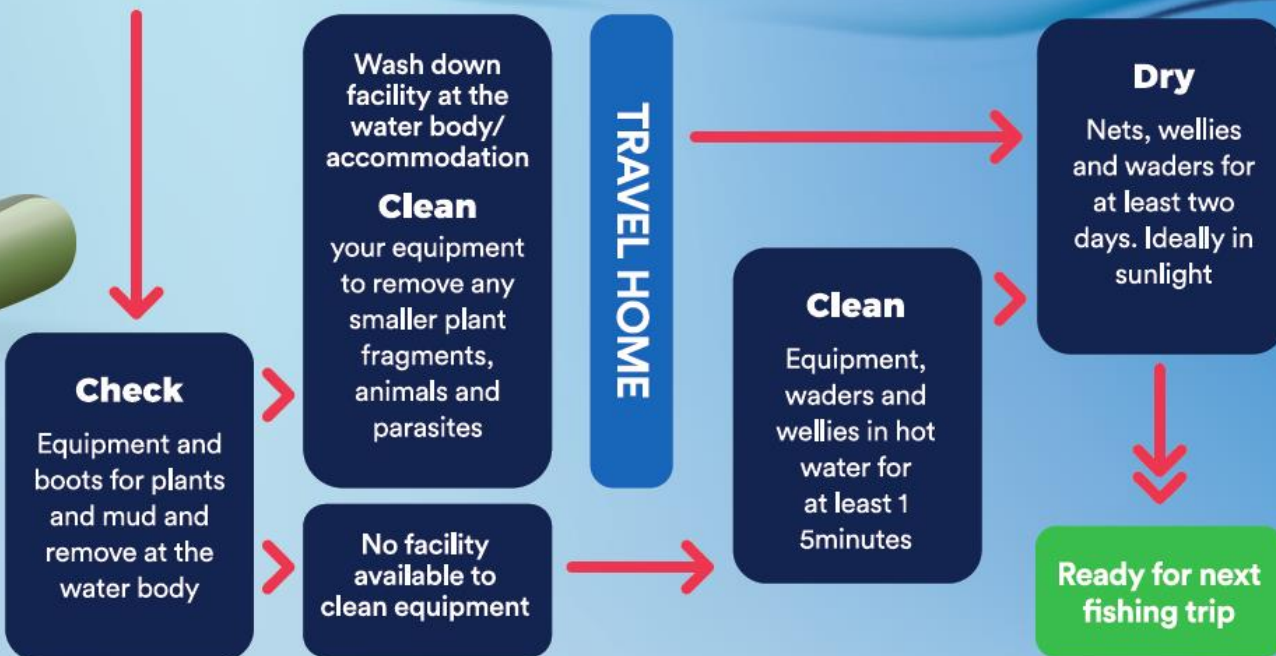 Check
Equipment and
boots for plants
and mud and
remove at the
water body
Wash down
facility at the
water body/
accommodation
Clean
your equipment
to remove any
smaller plant
fragments,
animals and
parasites
No facility
available to
clean equipment
TRAVEL HOME
Clean
Equipment,
waders and
wellies in hot
water for
at least 1
5minutes
Dry
Nets, wellies
and waders for
at least two
days. Ideally in
sunlight
Ready for next
fishing trip